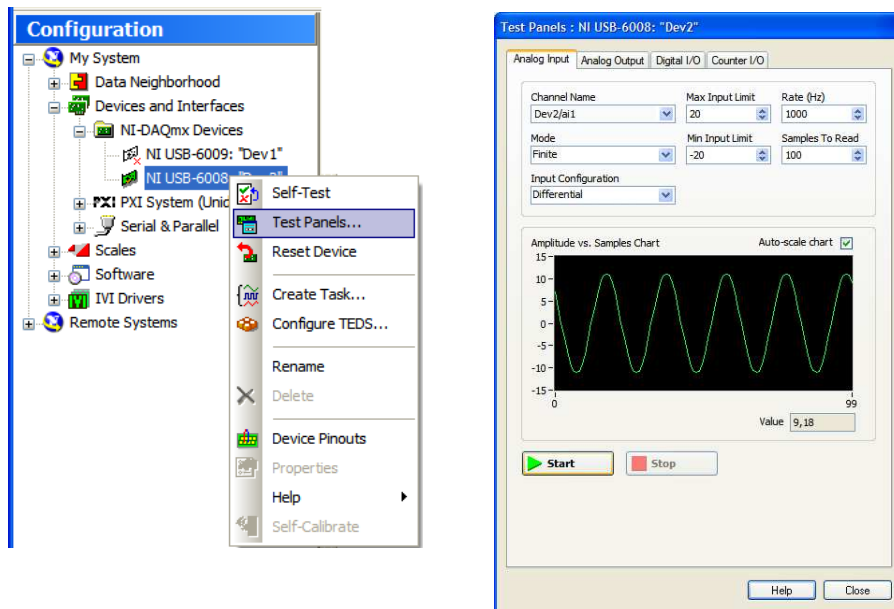 Configuration
My System
Data Neighborhood
Devices and Interfaces
NI-DAQmx Devices
NI USB-6009: "Dev1"
NI USB-6008:
PXI System (Unid
Serial & Parallel
Scales
Software
IVI Drivers
Remote Systems
Self-Test
Test Panels...
Reset Device
Create Task...
Configure TEDS...
Rename
Delete
Device Pinouts
Properties
Help
Self-Calibrate
Test Panels : NI USB-6008: "Dev2"
Analog Input Analog Output Digital I/O Counter I/O
Channel Name Max Input Limit Rate (Hz)
Dev2/ai1 20 1000
Mode Min Input Limit Samples To Read
Finite -20 100
Input Configuration
Differential
Amplitude vs. Samples Chart Auto-scale chart
15
10
5
0
-5
-10
-15
0 99
Value 9,18
Start Stop
Help Close